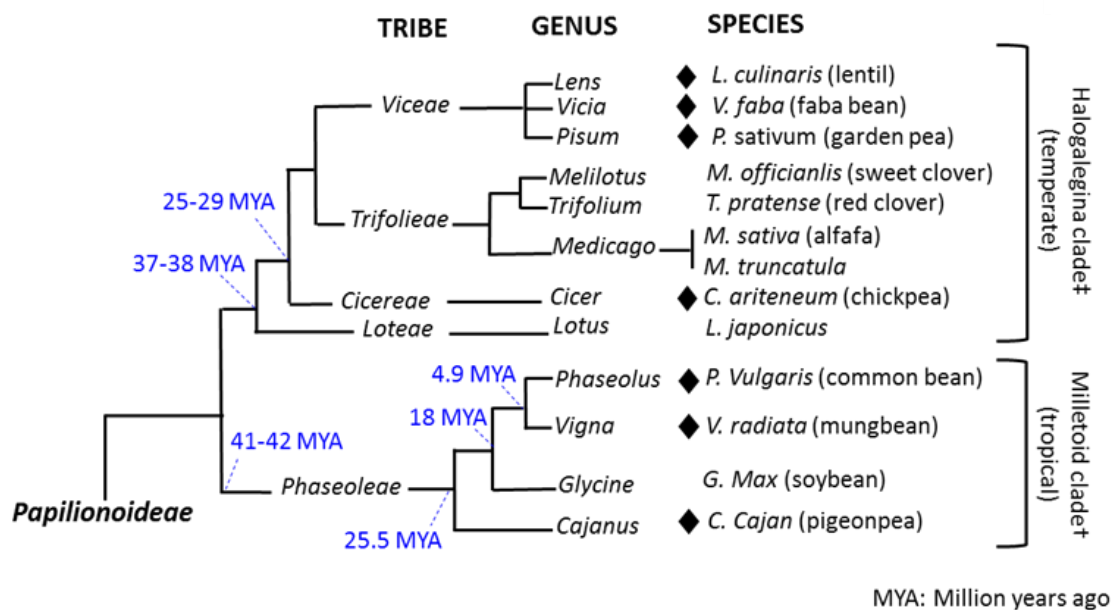 TRIBE GENUS SPECIES
Lens L. culinaris (lentil)
Viceae Vicia V. faba (faba bean)
Pisum P. sativum (garden pea)
Melilotus M. officianlis (sweet clover)
25-29 MYA Trifolium T. pratense (red clover)
Trifolieae
Medicago M. sativa (alfafa)
37-38 MYA M. truncatula
Cicereae Cicer C. ariteneum (chickpea)
Loteae Lotus L. japonicus
Halogalegina clade‡
(temperate)
4.9 MYA Phaseolus P. Vulgaris (common bean)
18 MYA Vigna V. radiata (mungbean)
41-42 MYA
Phaseoleae Glycine G. Max (soybean)
Papilionoideae
Cajanus C. Cajan (pigeonpea)
25.5 MYA
Milletoid clade†
(tropical)
MYA: Million years ago